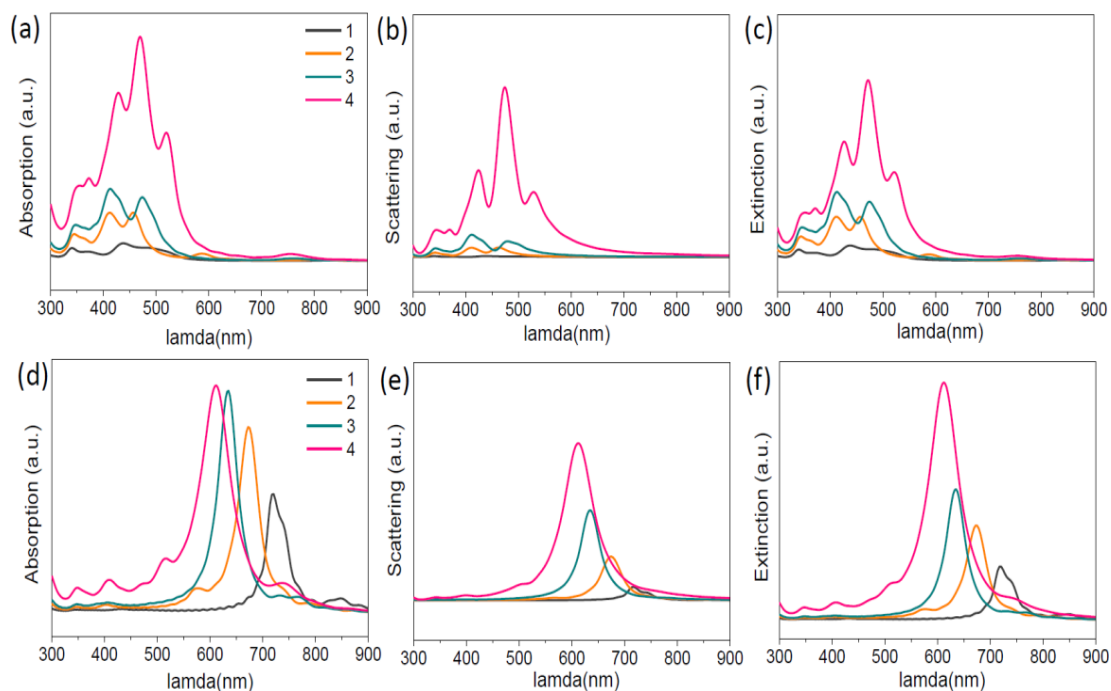 (a)
Absorption (a.u.)
1
2
3
4
300 400 500 600 700 800 900
lamda(nm)
(b)
Scattering (a.u.)
300 400 500 600 700 800 900
lamda(nm)
(c)
Extinction (a.u.)
300 400 500 600 700 800 900
lamda(nm)
(d)
Absorption (a.u.)
1
2
3
4
300 400 500 600 700 800 900
lamda(nm)
(e)
Scattering (a.u.)
300 400 500 600 700 800 900
lamda(nm)
(f)
Extinction (a.u.)
300 400 500 600 700 800 900
lamda(nm)